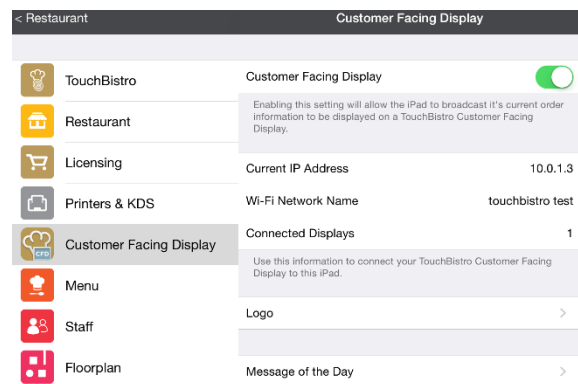 < Restaurant
Customer Facing Display
TouchBistro
Restaurant
Licensing
Printers & KDS
CFD
Customer Facing Display
Menu
Staff
Floorplan
Customer Facing Display
Enabling this setting will allow the iPad to broadcast it's current order
information to be displayed on a TouchBistro Customer Facing
Display.
Current IP Address 10.0.1.3
Wi-Fi Network Name touchbistro test
Connected Displays 1
Use this information to connect your TouchBistro Customer Facing
Display to this iPad.
Logo >
Message of the Day >